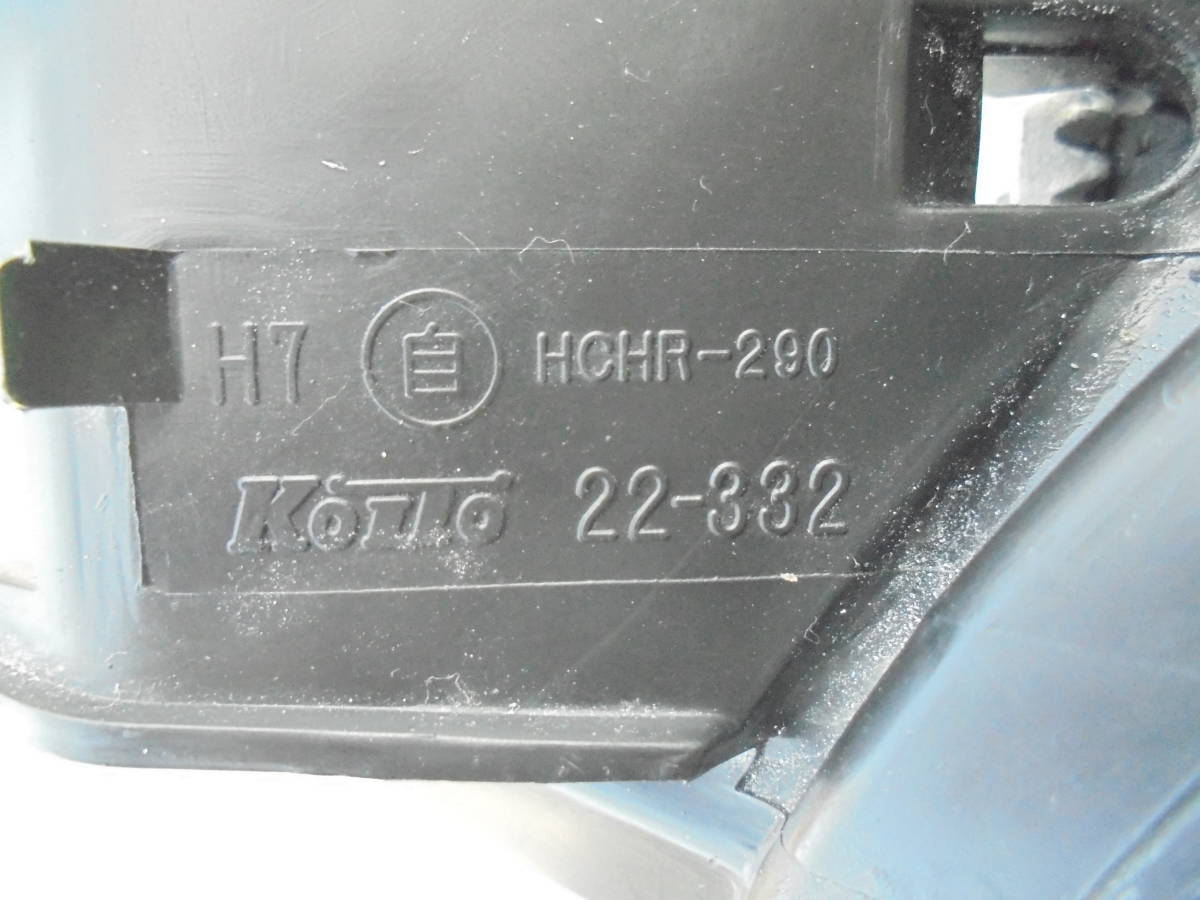 H7 自 HCHR-290
Koito 22-332